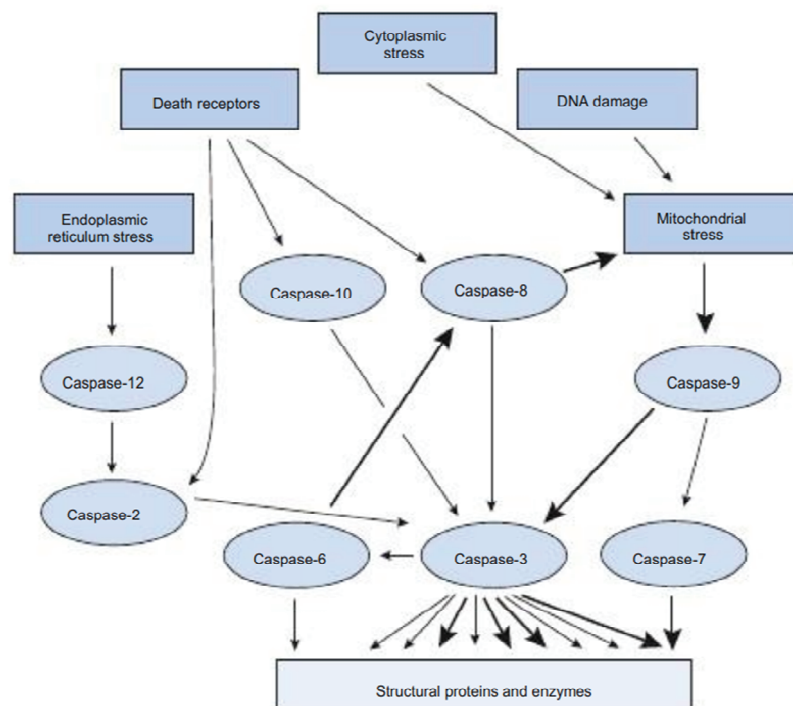 Cytoplasmic
stress
Death receptors
DNA damage
Endoplasmic
reticulum stress
Mitochondrial
stress
Caspase-10
Caspase-8
Caspase-12
Caspase-9
Caspase-2
Caspase-6
Caspase-3
Caspase-7
Structural proteins and enzymes